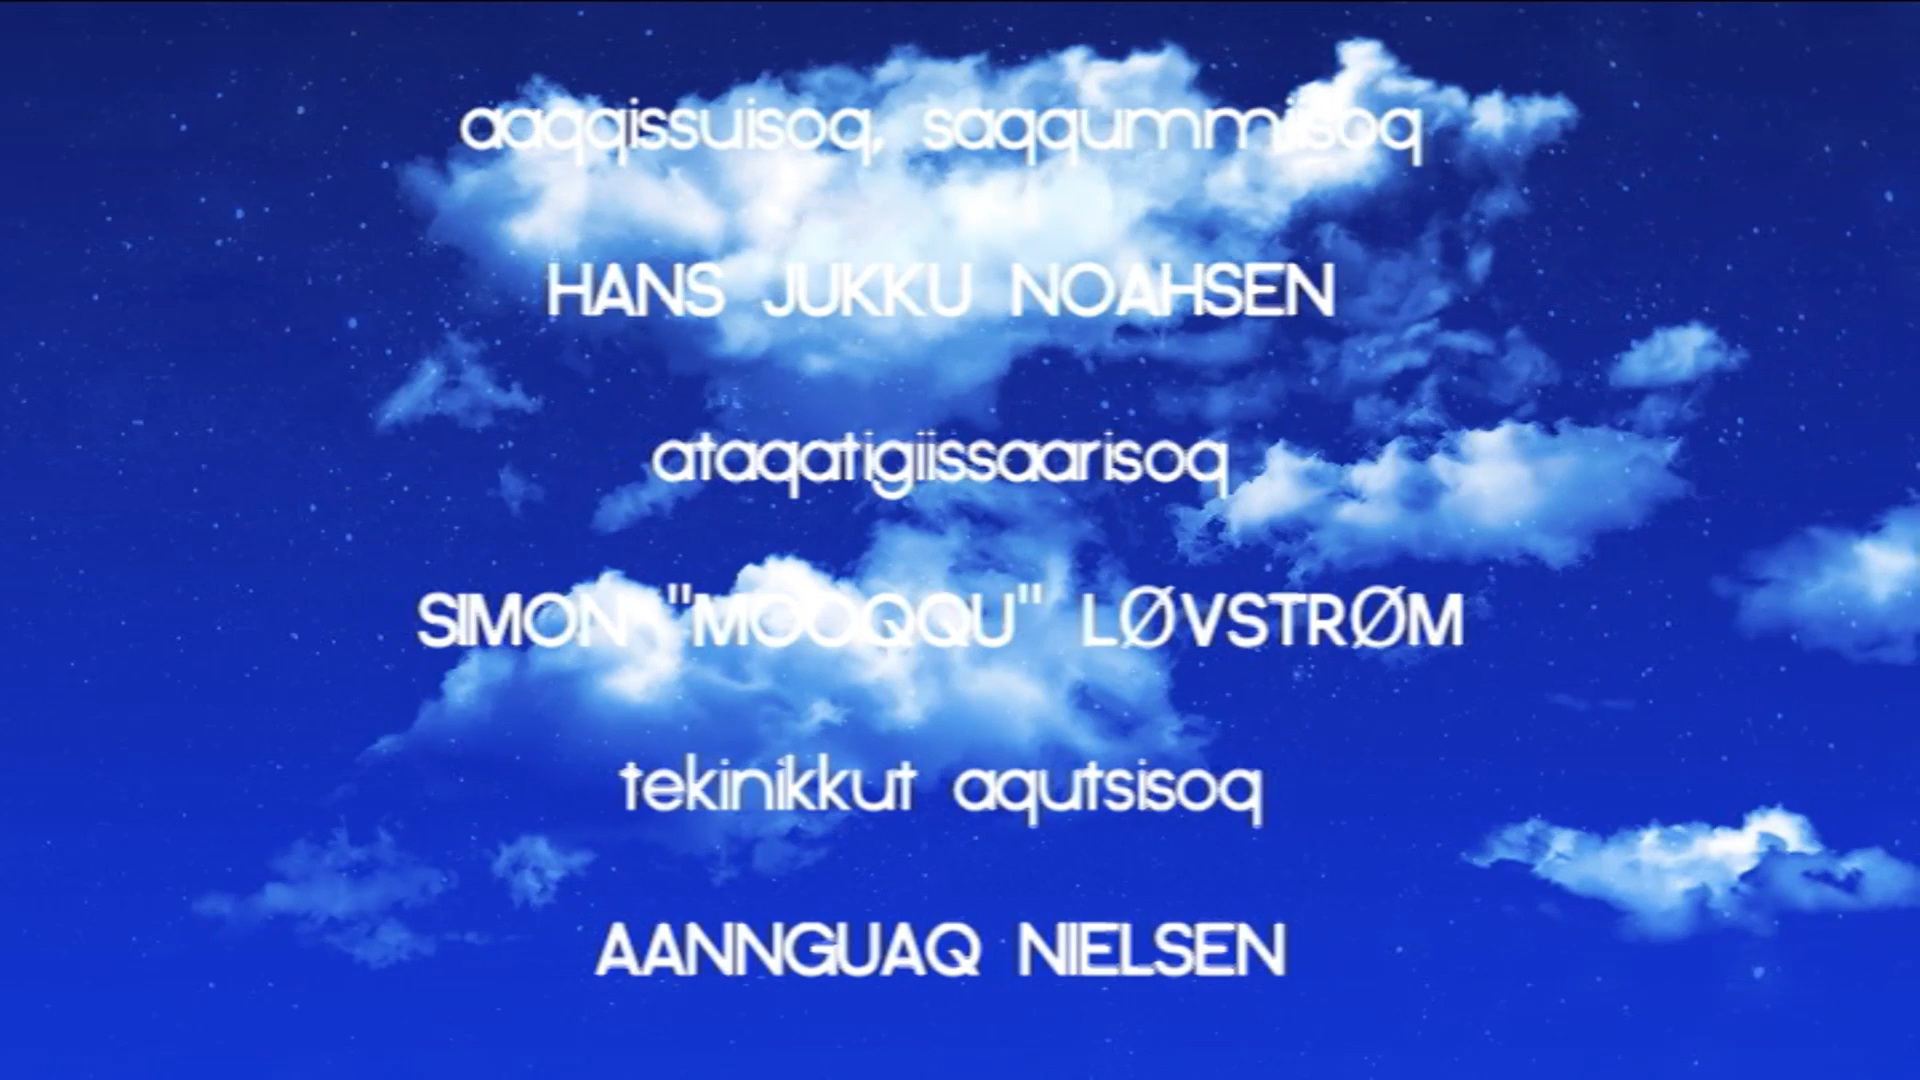 aaqqissuisoq, saqqummiisoq
HANS JUKKU NOAHSEN
ataqatigiissaarisoq
SIMON "MOOQQU" LØVSTRØM
tekinikkut aqutsisoq
AANNGUAQ NIELSEN